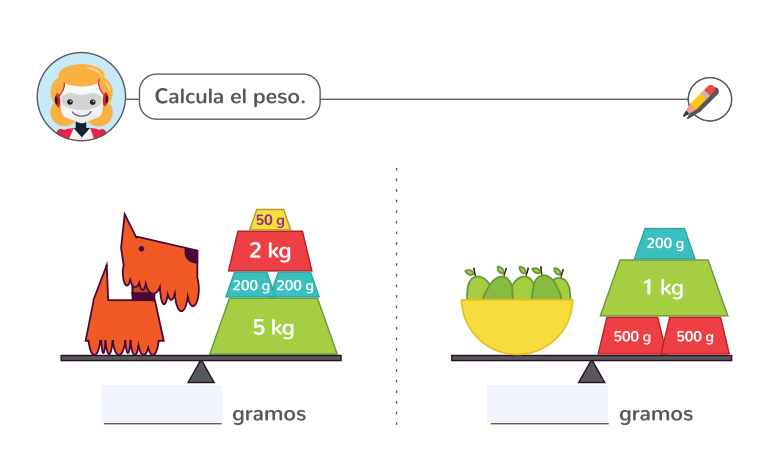 Calcula el peso.
50 g
2 kg
200 g 200 g
5 kg
gramos
200 g
1 kg
500 g 500 g
gramos